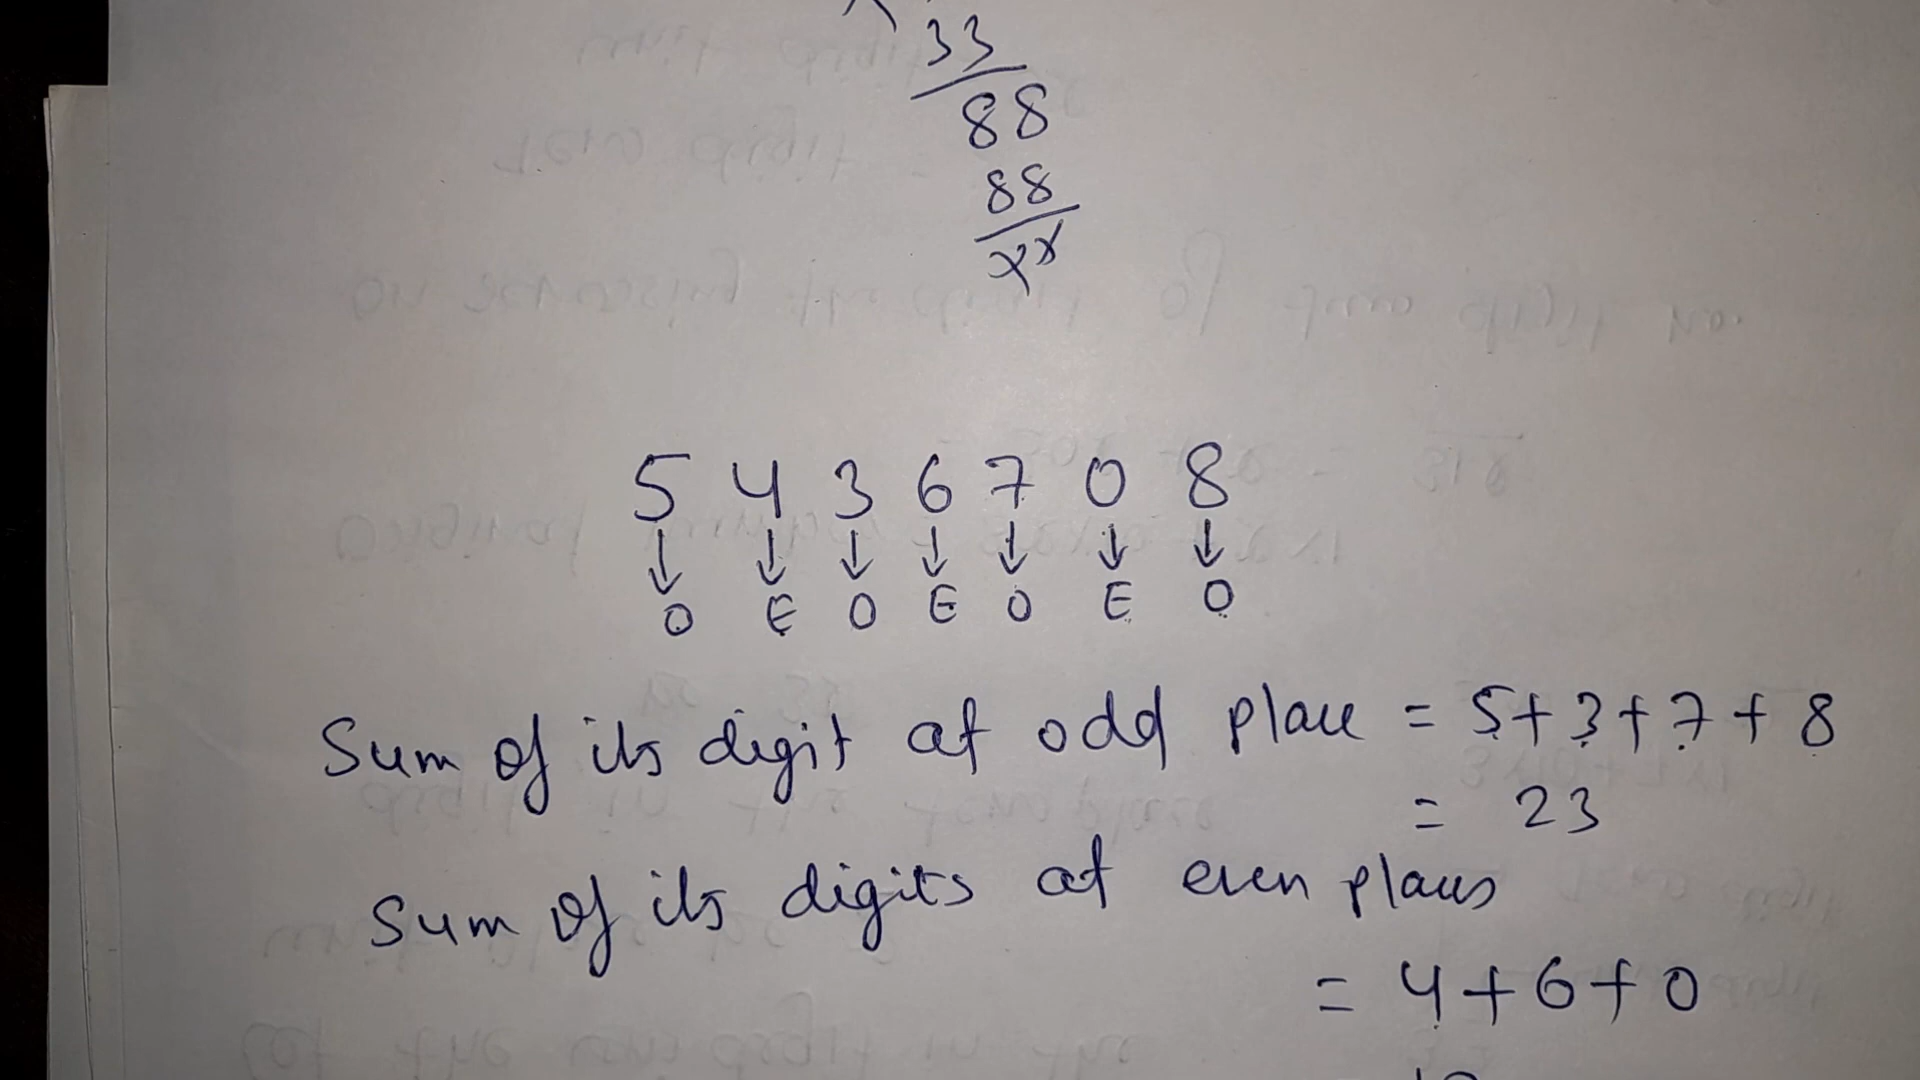 33
88
88
xx
5 4 3 6 7 0 8
↓ ↓ ↓ ↓ ↓ ↓ ↓
O E O E O E O
Sum of its digit at odd place = 5+3+7+8
= 23
Sum of its digits at even places
= 4+6+0